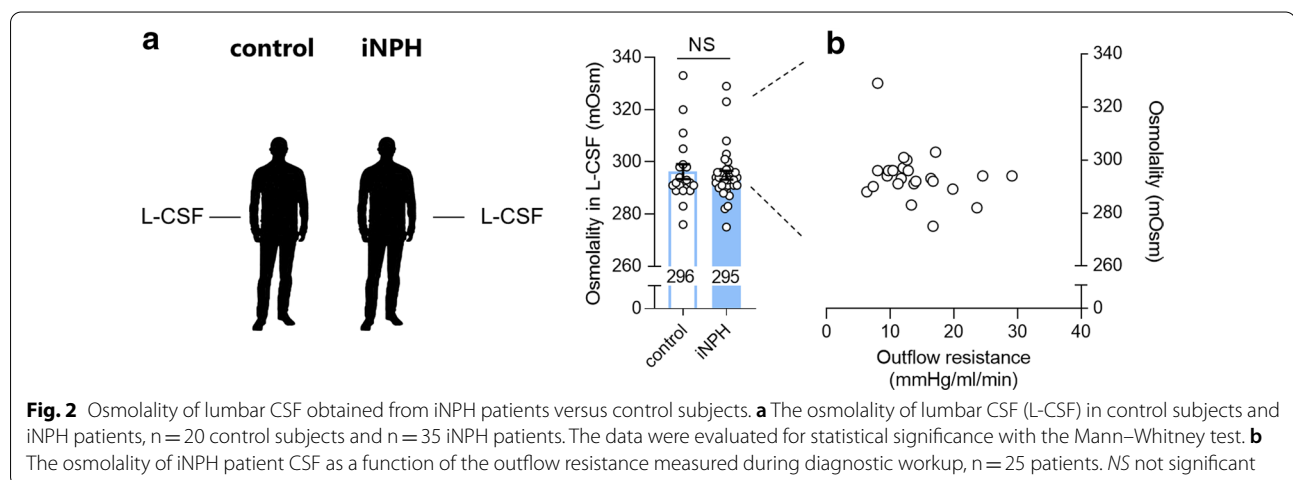 a
control iNPH
L-CSF
L-CSF
NS
Osmolality in L-CSF (mOsm)
340
320
300
280
260
0
296 295
control iNPH
b
340
320
300
280
260
0
Osmolality (mOsm)
0 10 20 30 40
Outflow resistance
(mmHg/ml/min)
Fig. 2 Osmolality of lumbar CSF obtained from iNPH patients versus control subjects. a The osmolality of lumbar CSF (L-CSF) in control subjects and
iNPH patients, n = 20 control subjects and n = 35 iNPH patients. The data were evaluated for statistical significance with the Mann–Whitney test. b
The osmolality of iNPH patient CSF as a function of the outflow resistance measured during diagnostic workup, n = 25 patients. NS not significant